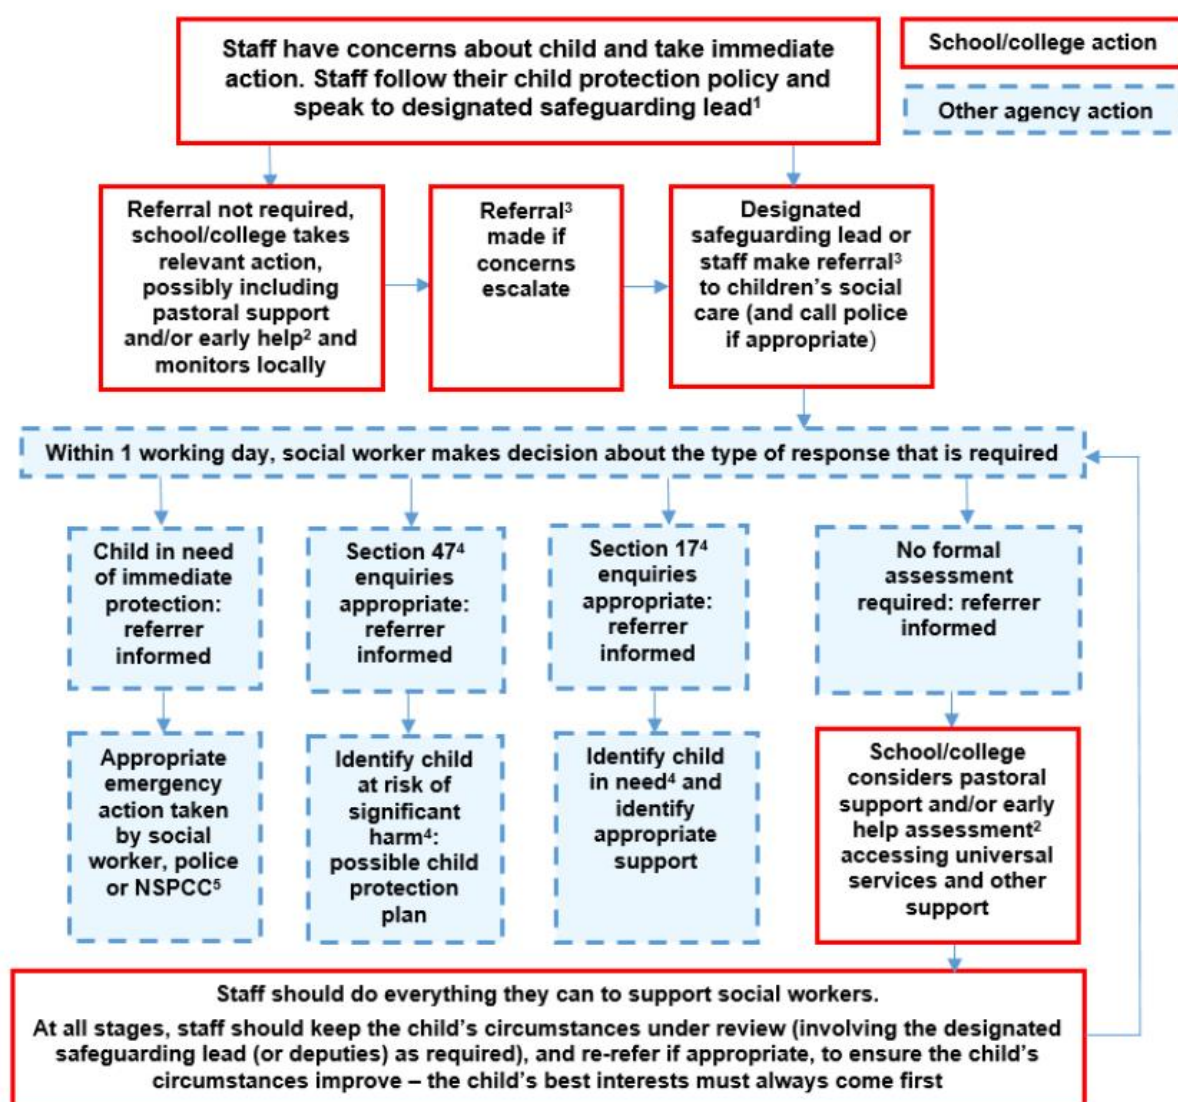 Staff have concerns about child and take immediate
action. Staff follow their child protection policy and
speak to designated safeguarding lead¹
School/college action
Other agency action
Referral not required,
school/college takes
relevant action,
possibly including
pastoral support
and/or early help² and
monitors locally
Referral³
made if
concerns
escalate
Designated
safeguarding lead or
staff make referral³
to children’s social
care (and call police
if appropriate)
Within 1 working day, social worker makes decision about the type of response that is required
Child in need
of immediate
protection:
referrer
informed
Section 47⁴
enquiries
appropriate:
referrer
informed
Section 17⁴
enquiries
appropriate:
referrer
informed
No formal
assessment
required: referrer
informed
Appropriate
emergency
action taken
by social
worker, police
or NSPCC⁵
Identify child
at risk of
significant
harm⁴:
possible child
protection
plan
Identify child
in need⁴ and
identify
appropriate
support
School/college
considers pastoral
support and/or early
help assessment²
accessing universal
services and other
support
Staff should do everything they can to support social workers.
At all stages, staff should keep the child’s circumstances under review (involving the designated
safeguarding lead (or deputies) as required), and re-refer if appropriate, to ensure the child’s
circumstances improve – the child’s best interests must always come first